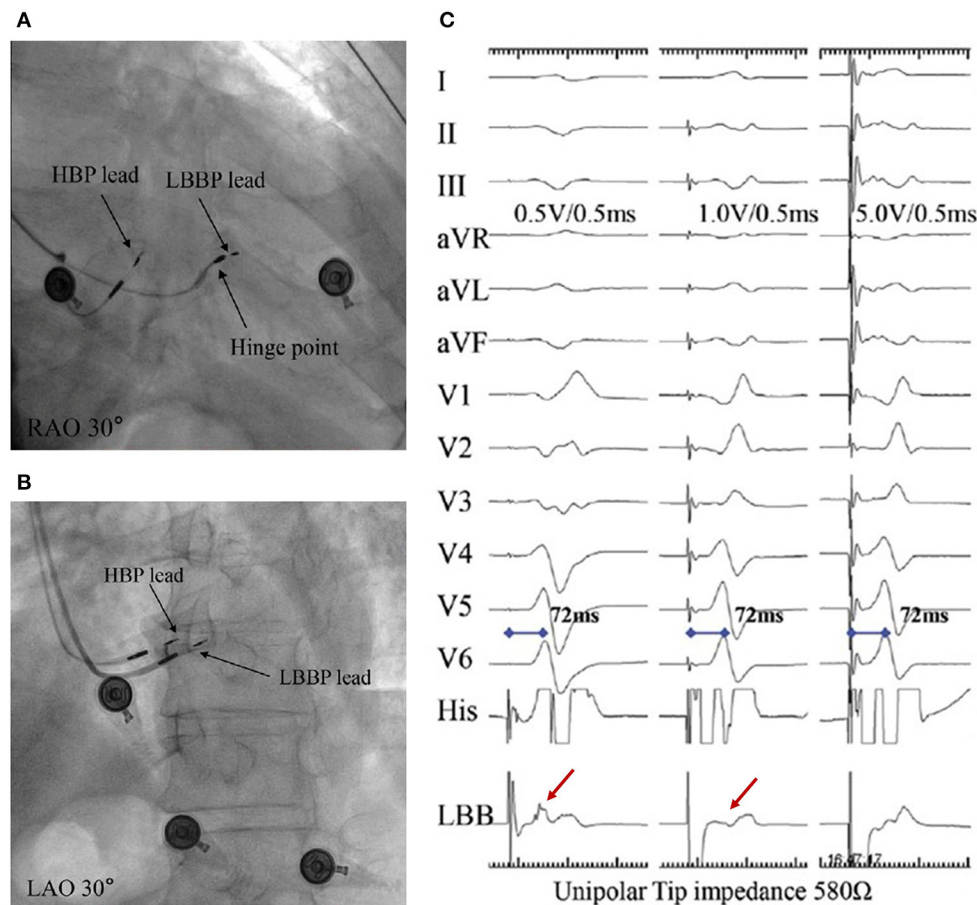 A
HBP lead
LBBP lead
Hinge point
RAO 30°
B
HBP lead
LBBP lead
LAO 30°
C
I
II
III
0.5V/0.5ms
1.0V/0.5ms
5.0V/0.5ms
aVR
aVL
aVF
V1
V2
V3
V4
V5
72ms
72ms
72ms
V6
His
LBB
Unipolar Tip impedance 580Ω